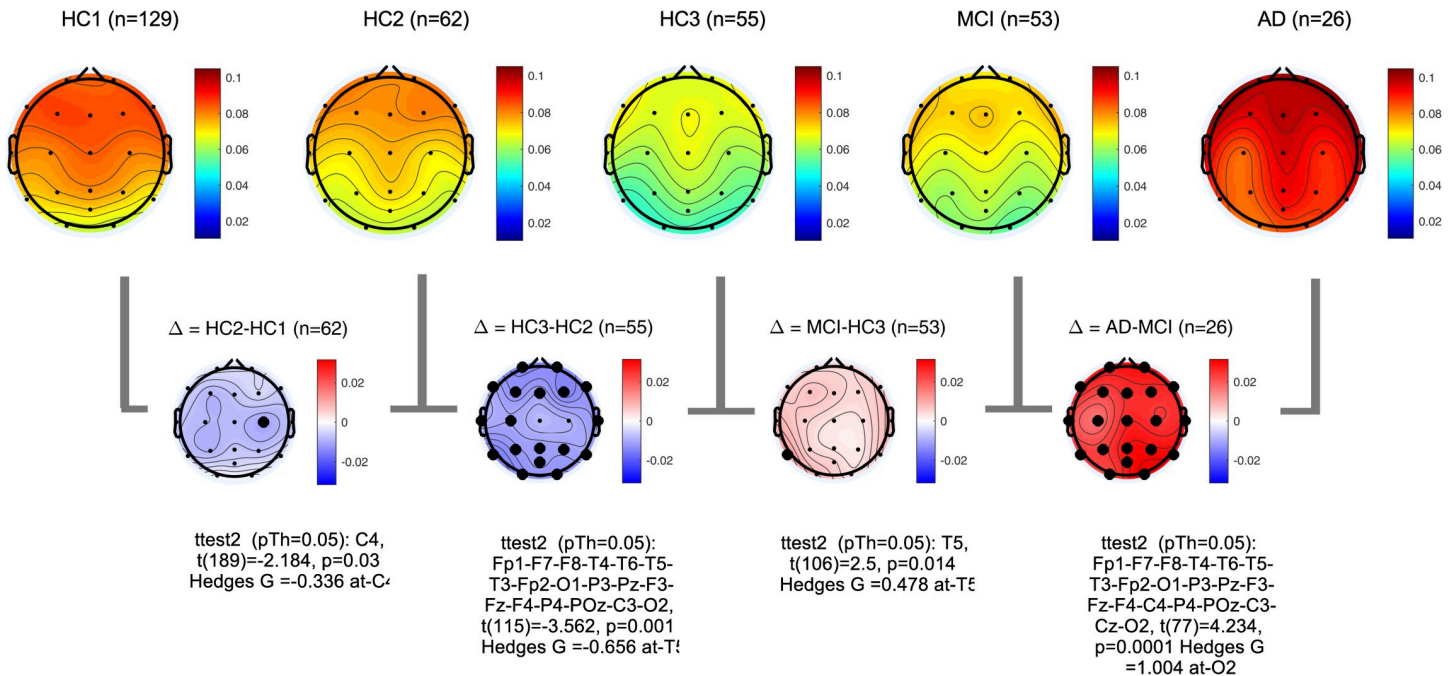 HC1 (n=129)
HC2 (n=62)
HC3 (n=55)
MCI (n=53)
AD (n=26)
0.1
0.08
0.06
0.04
0.02
0.1
0.08
0.06
0.04
0.02
0.1
0.08
0.06
0.04
0.02
0.1
0.08
0.06
0.04
0.02
0.1
0.08
0.06
0.04
0.02
Δ = HC2-HC1 (n=62)
Δ = HC3-HC2 (n=55)
Δ = MCI-HC3 (n=53)
Δ = AD-MCI (n=26)
0.02
0
-0.02
0.02
0
-0.02
0.02
0
-0.02
0.02
0
-0.02
ttest2 (pTh=0.05): C4,
t(189)=-2.184, p=0.03
Hedges G =-0.336 at-C4
ttest2 (pTh=0.05):
Fp1-F7-F8-T4-T6-T5-
T3-Fp2-O1-P3-Pz-F3-
Fz-F4-P4-POz-C3-O2,
t(115)=-3.562, p=0.001
Hedges G =-0.656 at-T5
ttest2 (pTh=0.05): T5,
t(106)=2.5, p=0.014
Hedges G =0.478 at-T5
ttest2 (pTh=0.05):
Fp1-F7-F8-T4-T6-T5-
T3-Fp2-O1-P3-Pz-F3-
Fz-F4-C4-P4-POz-C3-
Cz-O2, t(77)=4.234,
p=0.0001 Hedges G
=1.004 at-O2